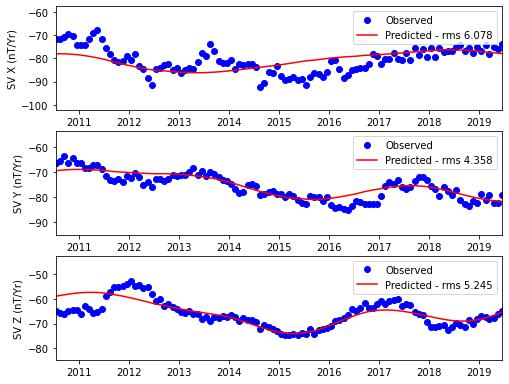 SV X (nT/Yr)
−60
−70
−80
−90
−100
Observed
Predicted - rms 6.078
2011 2012 2013 2014 2015 2016 2017 2018 2019
SV Y (nT/Yr)
−60
−70
−80
−90
Observed
Predicted - rms 4.358
2011 2012 2013 2014 2015 2016 2017 2018 2019
SV Z (nT/Yr)
−50
−60
−70
−80
Observed
Predicted - rms 5.245
2011 2012 2013 2014 2015 2016 2017 2018 2019